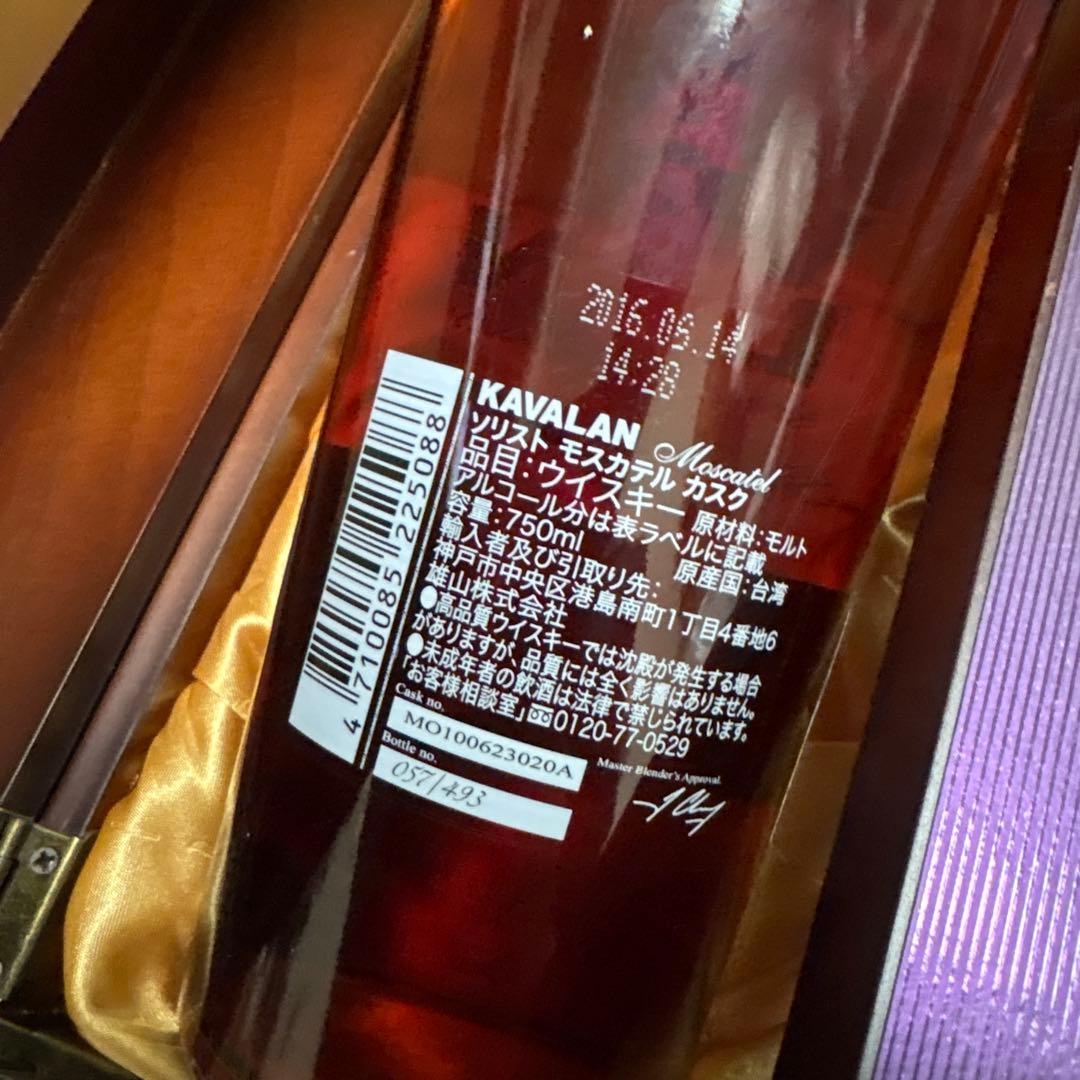 2016.09.14
14:28
KAVALAN Moscatel
ソリスト モスカテル カスク
品目:ウイスキー 原材料:モルト
アルコール分は表ラベルに記載
容量:750ml 原産国:台湾
輸入者及び引取り先:
神戸市中央区港島南町1丁目4番地6
雄山株式会社
●高品質ウイスキーでは沈殿が発生する場合
がありますが、品質には全く影響はありません。
●未成年者の飲酒は法律で禁じられています。
「お客様相談室」 0120-77-0529
Cask no.
MO100623020A
Bottle no.
057/493
Master Blender's Approval.
4 710085 225088